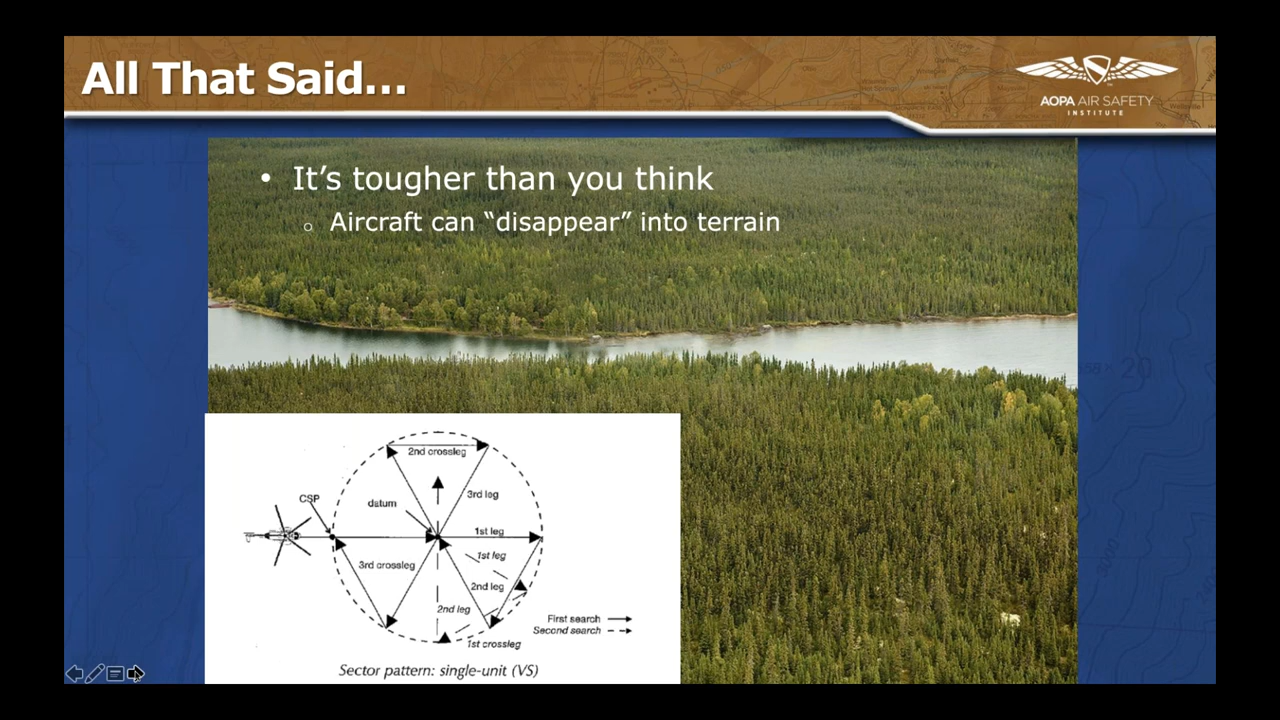 All That Said...
AOPA AIR SAFETY
INSTITUTE
• It’s tougher than you think
○ Aircraft can “disappear” into terrain
2nd crossleg
CSP
datum
3rd leg
1st leg
1st leg
3rd crossleg
2nd leg
2nd leg
First search
Second search
1st crossleg
Sector pattern: single-unit (VS)
20